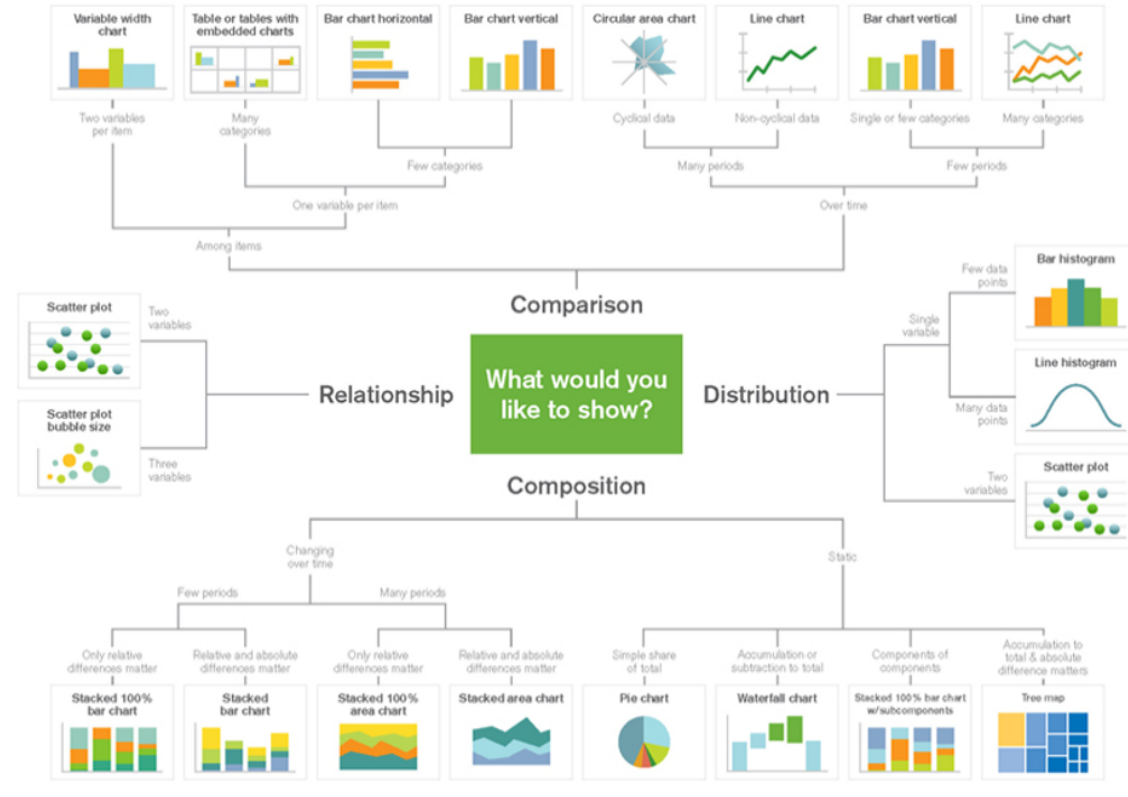 Variable width
chart
Table or tables with
embedded charts
Bar chart horizontal
Bar chart vertical
Circular area chart
Line chart
Bar chart vertical
Line chart
Two variables
per item
Many
categories
Cyclical data
Non-cyclical data
Single or few categories
Many categories
Few categories
Many periods
Few periods
One variable per item
Over time
Among items
Comparison
Scatter plot
Two
variables
Scatter plot
bubble size
Three
variables
Relationship
What would you
like to show?
Distribution
Single
variable
Few data
points
Bar histogram
Many data
points
Line histogram
Two
variables
Scatter plot
Composition
Changing
over time
Static
Few periods
Many periods
Only relative
differences matter
Relative and absolute
differences matter
Only relative
differences matter
Relative and absolute
differences matter
Simple share
of total
Accumulation or
subtraction to total
Components of
components
Accumulation to
total & absolute
difference matters
Stacked 100%
bar chart
Stacked
bar chart
Stacked 100%
area chart
Stacked area chart
Pie chart
Waterfall chart
Stacked 100% bar chart
w/subcomponents
Tree map